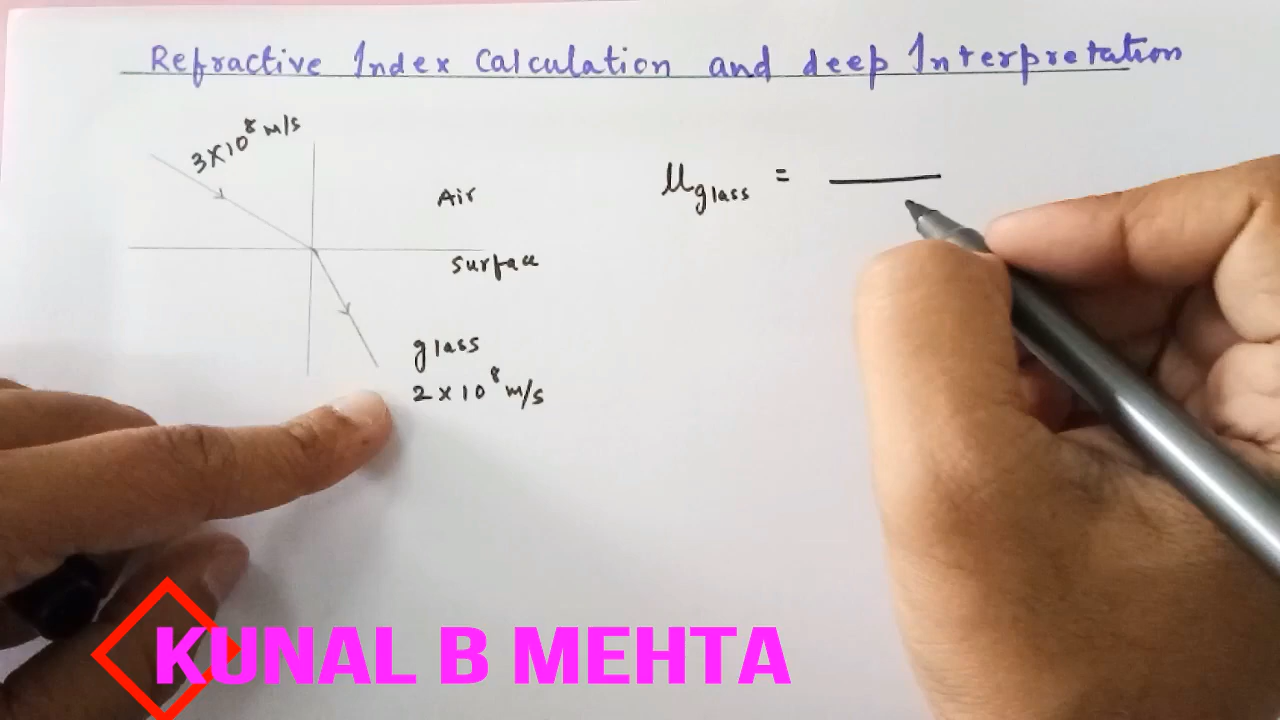 Refractive Index Calculation and deep Interpretation
3×10⁸ m/s
Air
μglass =
Surface
glass
2×10⁸ m/s
KUNAL B MEHTA